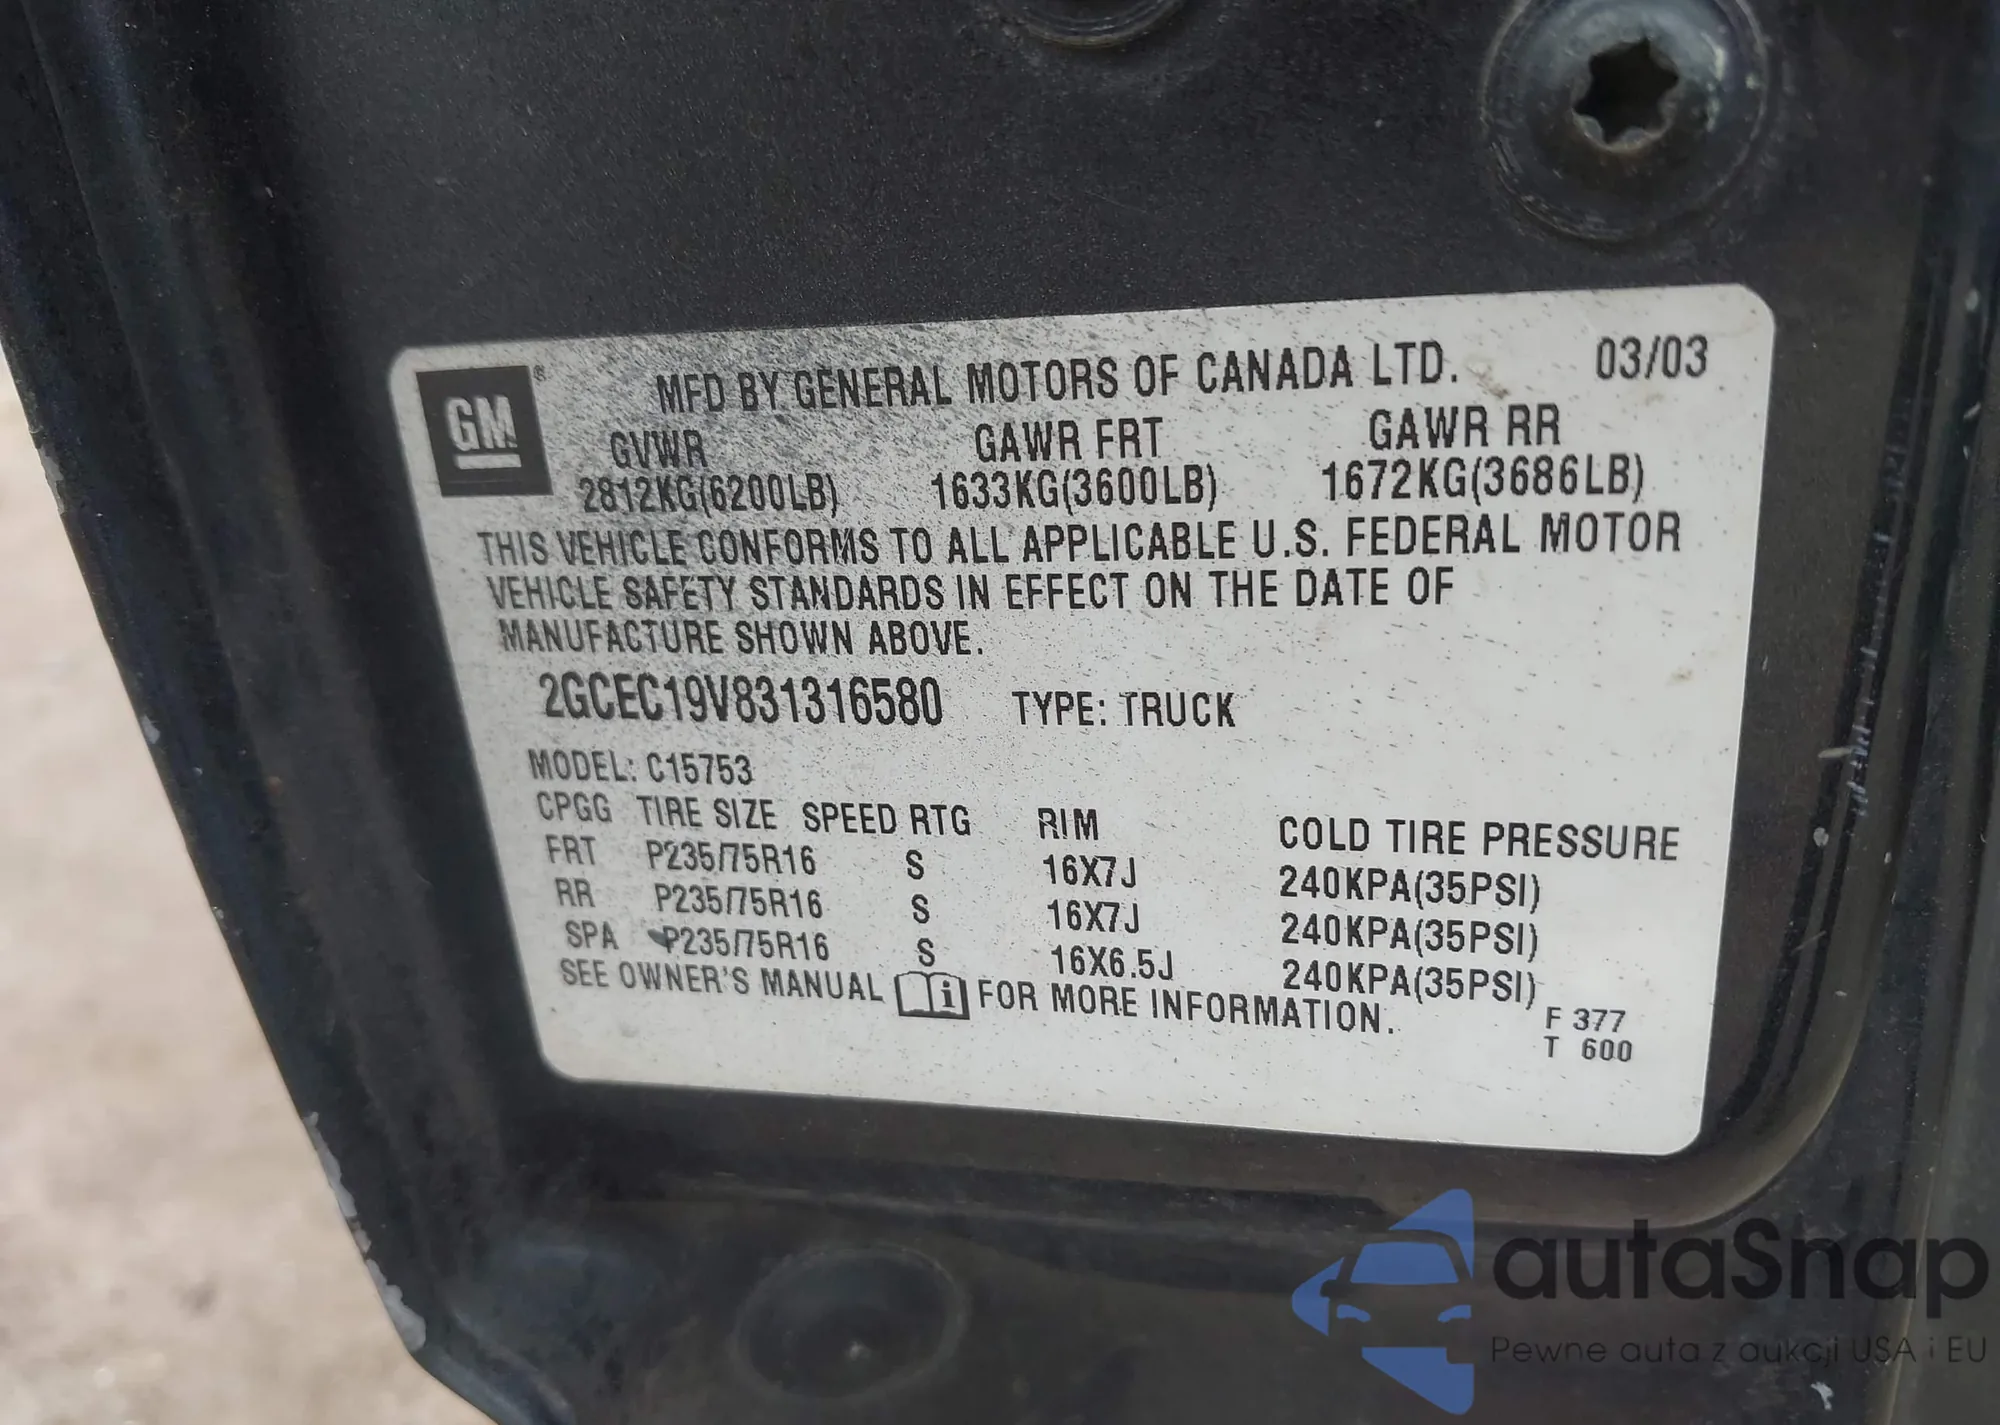 GM®
MFD BY GENERAL MOTORS OF CANADA LTD. 03/03
GVWR GAWR FRT GAWR RR
2812KG(6200LB) 1633KG(3600LB) 1672KG(3686LB)
THIS VEHICLE CONFORMS TO ALL APPLICABLE U.S. FEDERAL MOTOR
VEHICLE SAFETY STANDARDS IN EFFECT ON THE DATE OF
MANUFACTURE SHOWN ABOVE.
2GCEC19V831316580 TYPE: TRUCK
MODEL: C15753
CPGG TIRE SIZE SPEED RTG RIM COLD TIRE PRESSURE
FRT P235/75R16 S 16X7J 240KPA(35PSI)
RR P235/75R16 S 16X7J 240KPA(35PSI)
SPA P235/75R16 S 16X6.5J 240KPA(35PSI)
SEE OWNER'S MANUAL i FOR MORE INFORMATION.
F 377
T 600
autaSnap
Pewne auta z aukcji USA i EU